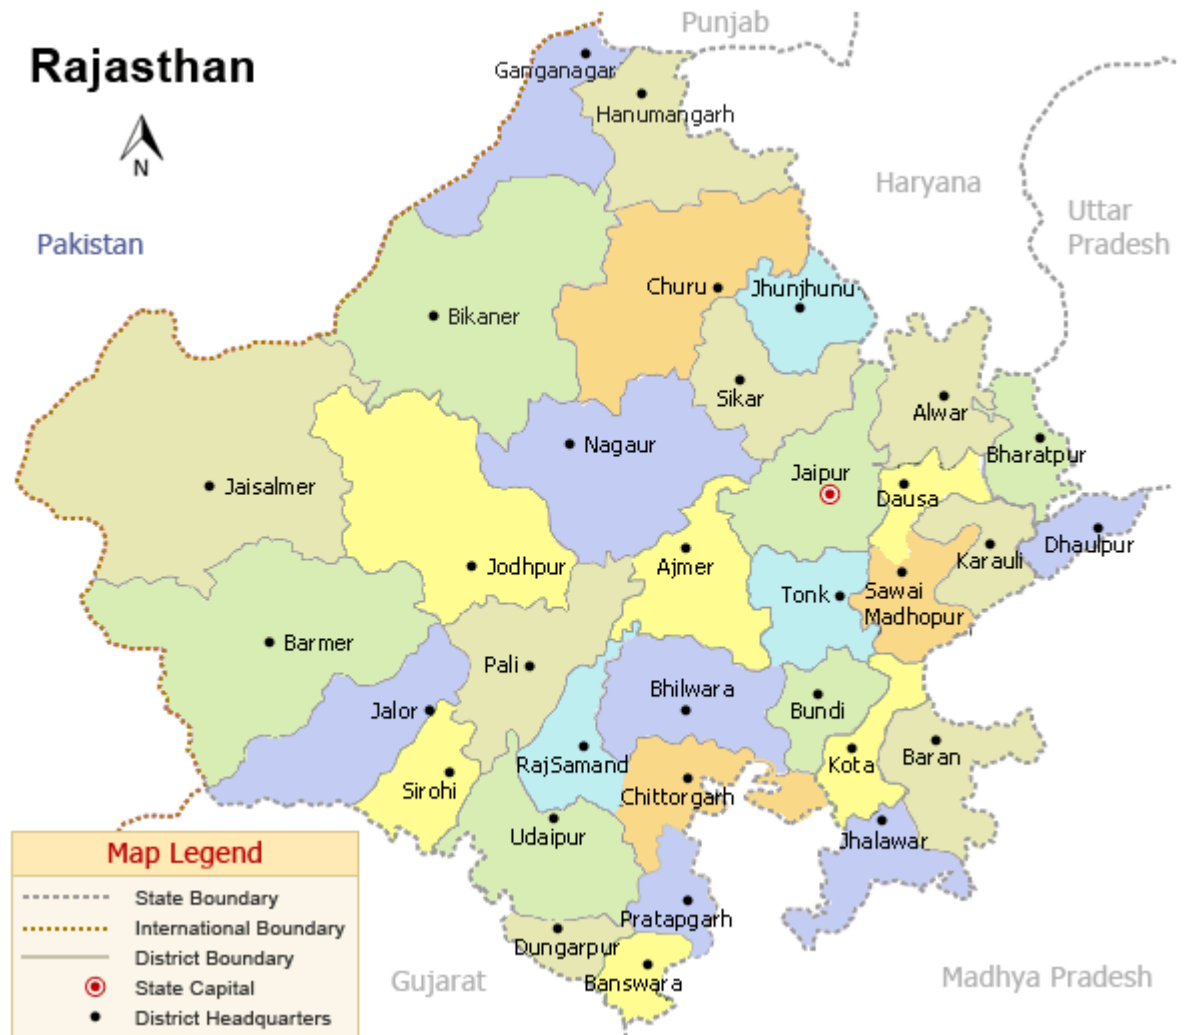 Punjab
Rajasthan
Ganganagar
Hanumangarh
N
Haryana
Uttar
Pradesh
Pakistan
Churu
Jhunjhunu
Bikaner
Sikar
Alwar
Nagaur
Bharatpur
Jaipur
Jaisalmer
Dausa
Dhaulpur
Karauli
Jodhpur
Ajmer
Tonk
Sawai
Madhopur
Barmer
Pali
Bhilwara
Jalor
Bundi
RajSamand
Kota
Baran
Sirohi
Chittorgarh
Udaipur
Jhalawar
Map Legend
State Boundary
International Boundary
District Boundary
State Capital
District Headquarters
Pratapgarh
Dungarpur
Gujarat
Banswara
Madhya Pradesh